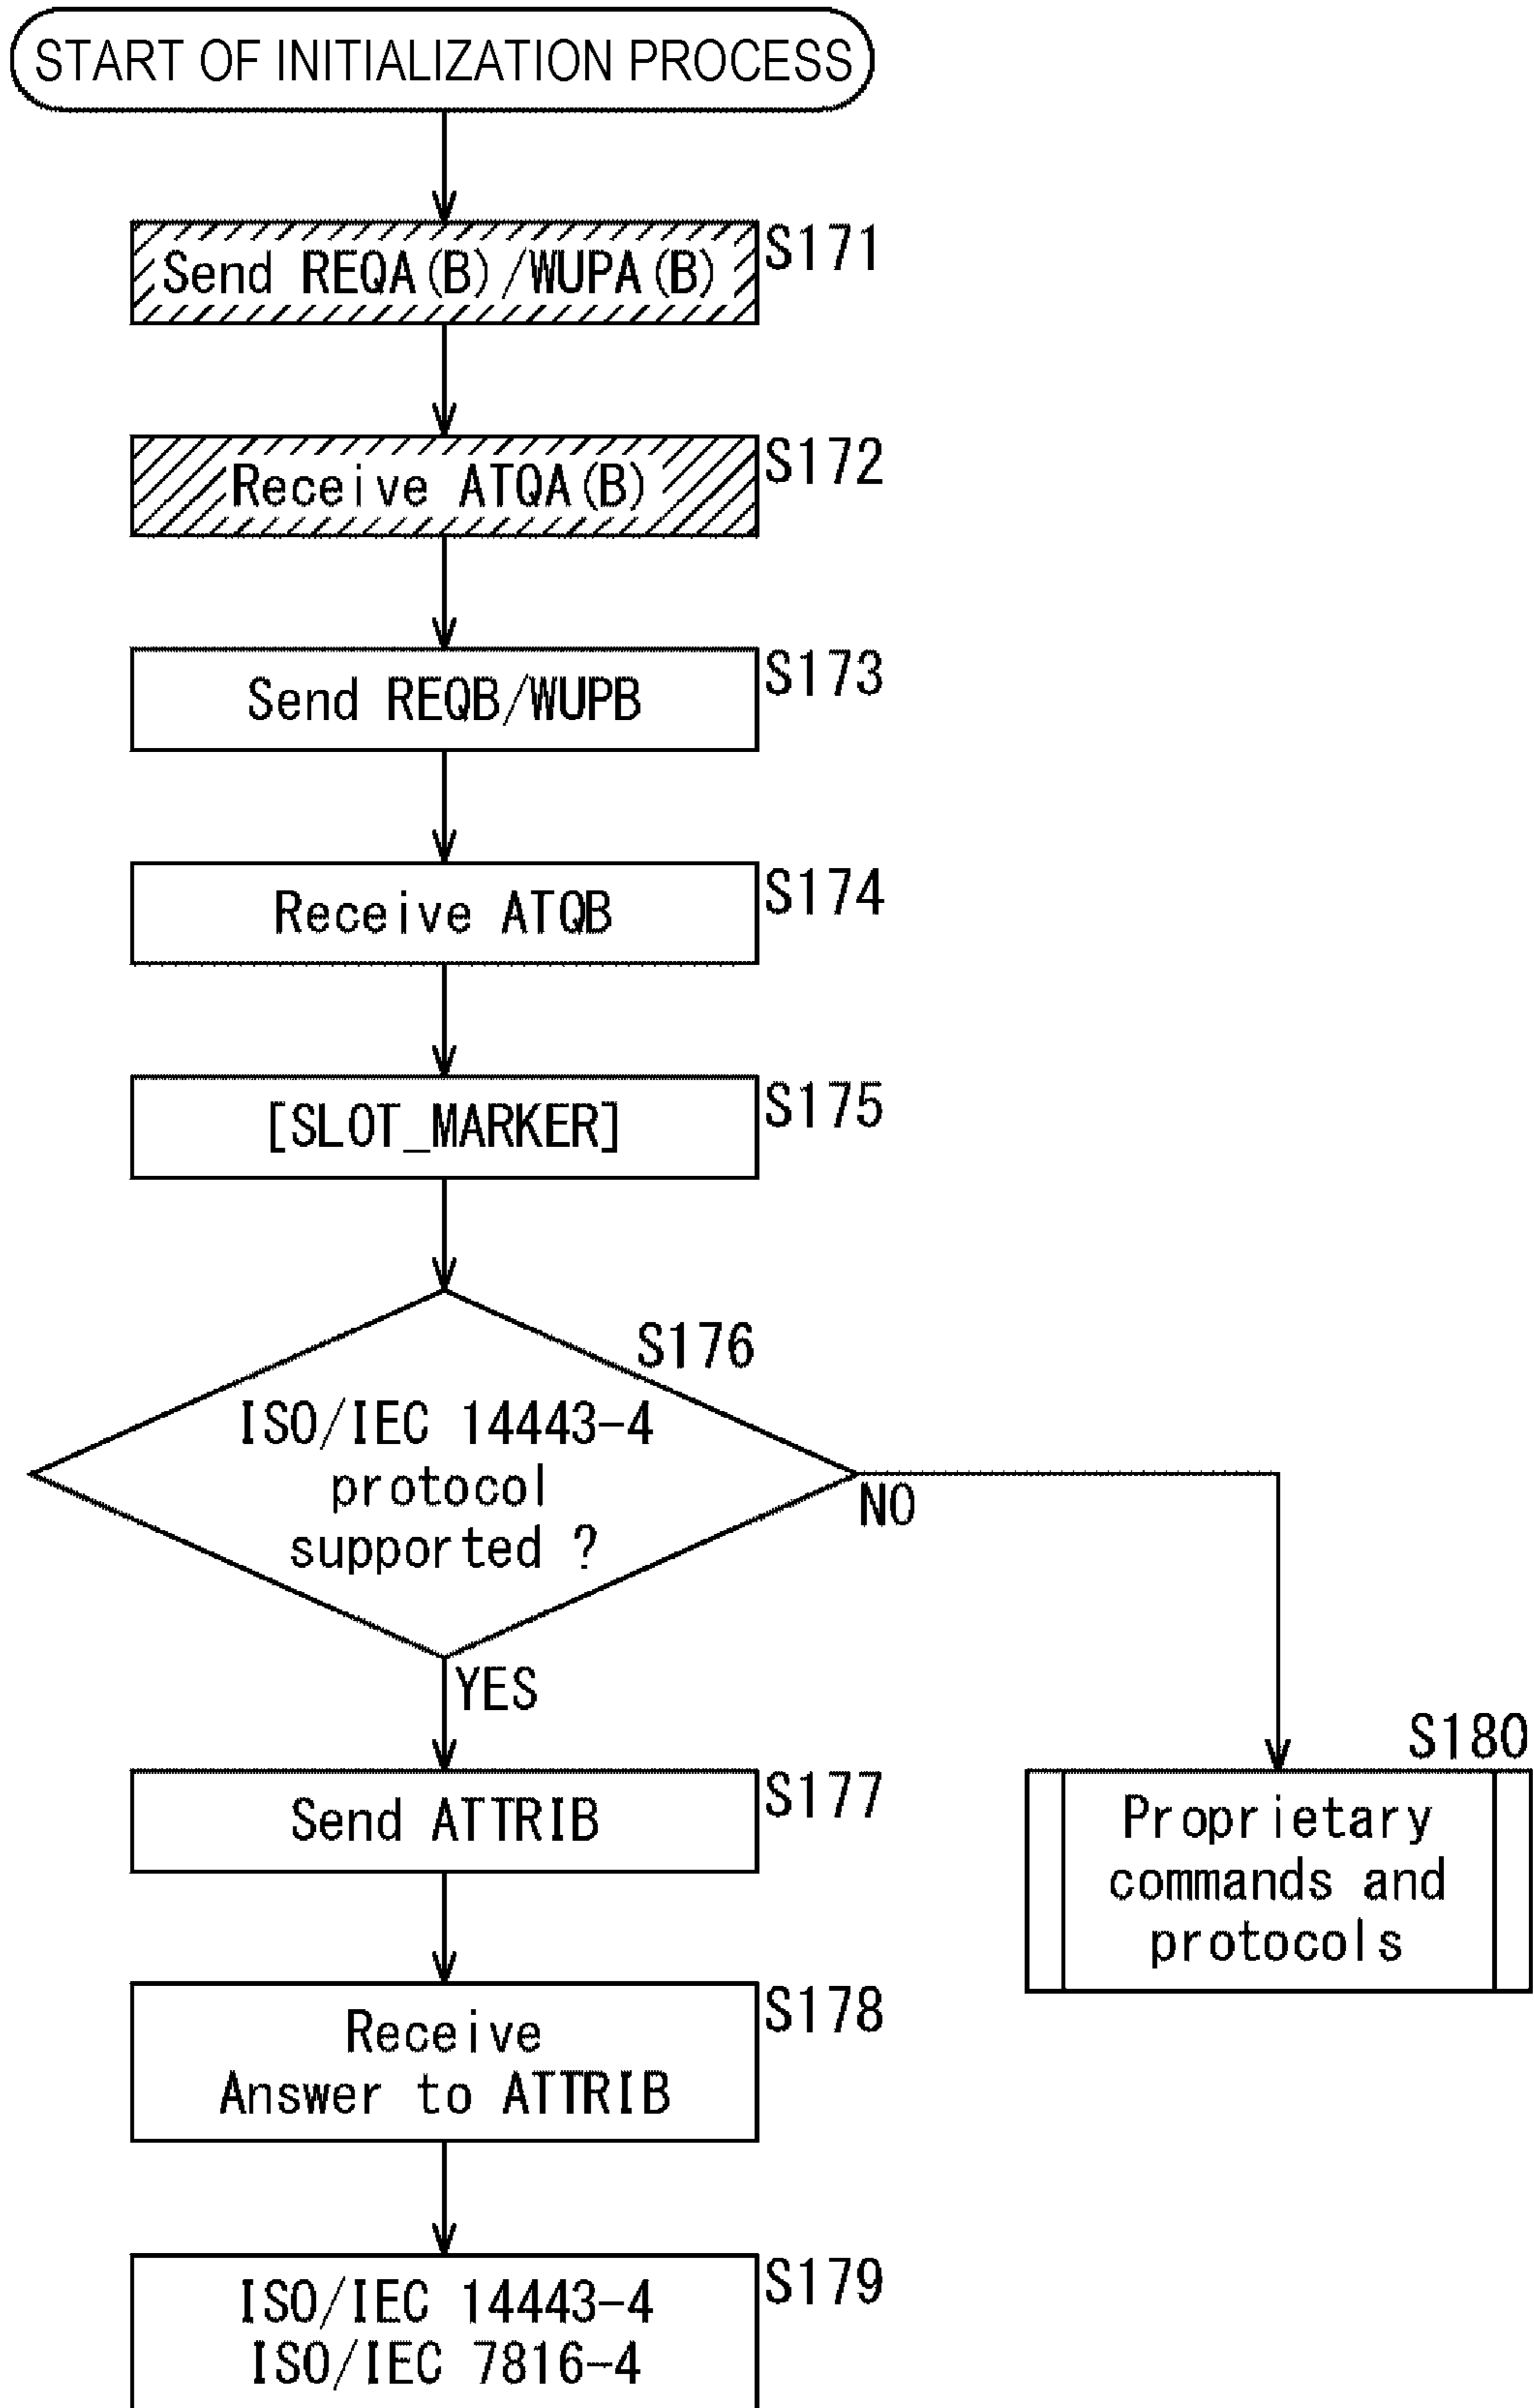 START OF INITIALIZATION PROCESS
Send REQA(B)/WUPA(B)
S171
Receive ATQA(B)
S172
Send REQB/WUPB
S173
Receive ATQB
S174
[SLOT_MARKER]
S175
S176
ISO/IEC 14443-4
protocol
supported ?
NO
YES
Send ATTRIB
S177
S180
Proprietary
commands and
protocols
Receive
Answer to ATTRIB
S178
ISO/IEC 14443-4
ISO/IEC 7816-4
S179